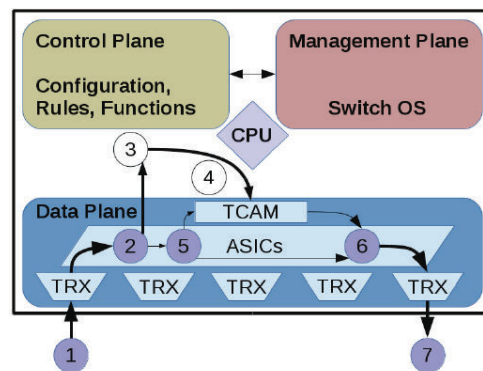 Control Plane
Configuration,
Rules, Functions
Management Plane
Switch OS
CPU
3
4
Data Plane
TCAM
2
5
ASICs
6
TRX
TRX
TRX
TRX
TRX
1
7